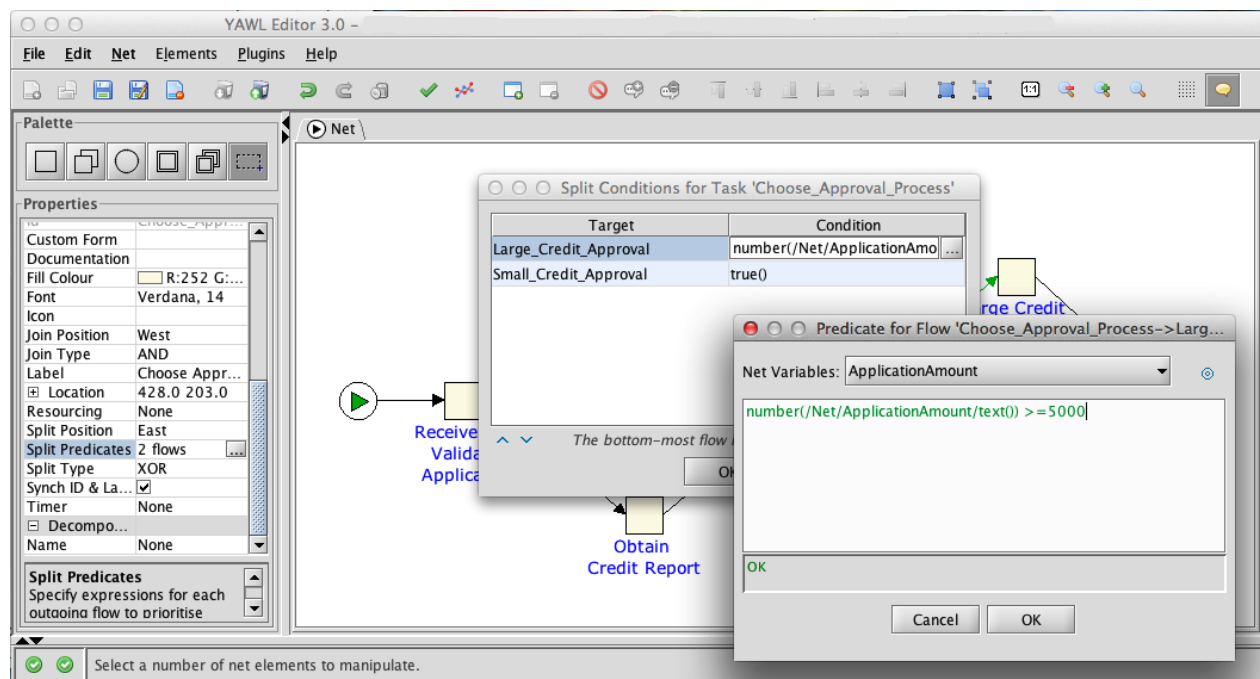 YAWL Editor 3.0 –
File Edit Net Elements Plugins Help
1:1
Palette
Net
Properties
Id Choose_Appr...
Custom Form
Documentation
Fill Colour R:252 G:...
Font Verdana, 14
Icon
Join Position West
Join Type AND
Label Choose Appr...
Location 428.0 203.0
Resourcing None
Split Position East
Split Predicates 2 flows ...
Split Type XOR
Synch ID & La...
Timer None
Decompo...
Name None
Split Predicates
Specify expressions for each
outgoing flow to prioritise
Receive
Valida
Applica
Obtain
Credit Report
rge Credit
Split Conditions for Task 'Choose_Approval_Process'
Target Condition
Large_Credit_Approval number(/Net/ApplicationAmo ...
Small_Credit_Approval true()
The bottom-most flow
OK
Predicate for Flow 'Choose_Approval_Process->Larg...
Net Variables: ApplicationAmount
number(/Net/ApplicationAmount/text()) >=5000
OK
Cancel OK
Select a number of net elements to manipulate.